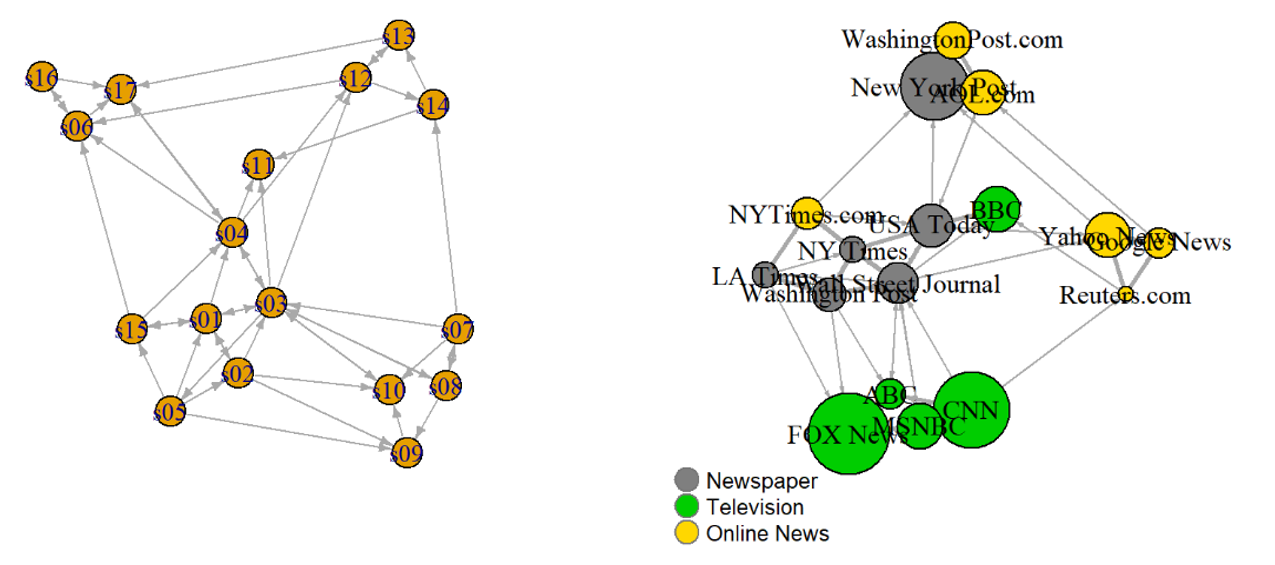 s13
s16
s17
s12
s14
s06
s11
s04
s03
s01
s15
s07
s02
s10
s08
s05
s09
WashingtonPost.com
New York Post
AOL.com
NYTimes.com
BBC
USA Today
Yahoo News
Google News
NY Times
LA Times
Wall Street Journal
Washington Post
Reuters.com
ABC
CNN
MSNBC
FOX News
Newspaper
Television
Online News